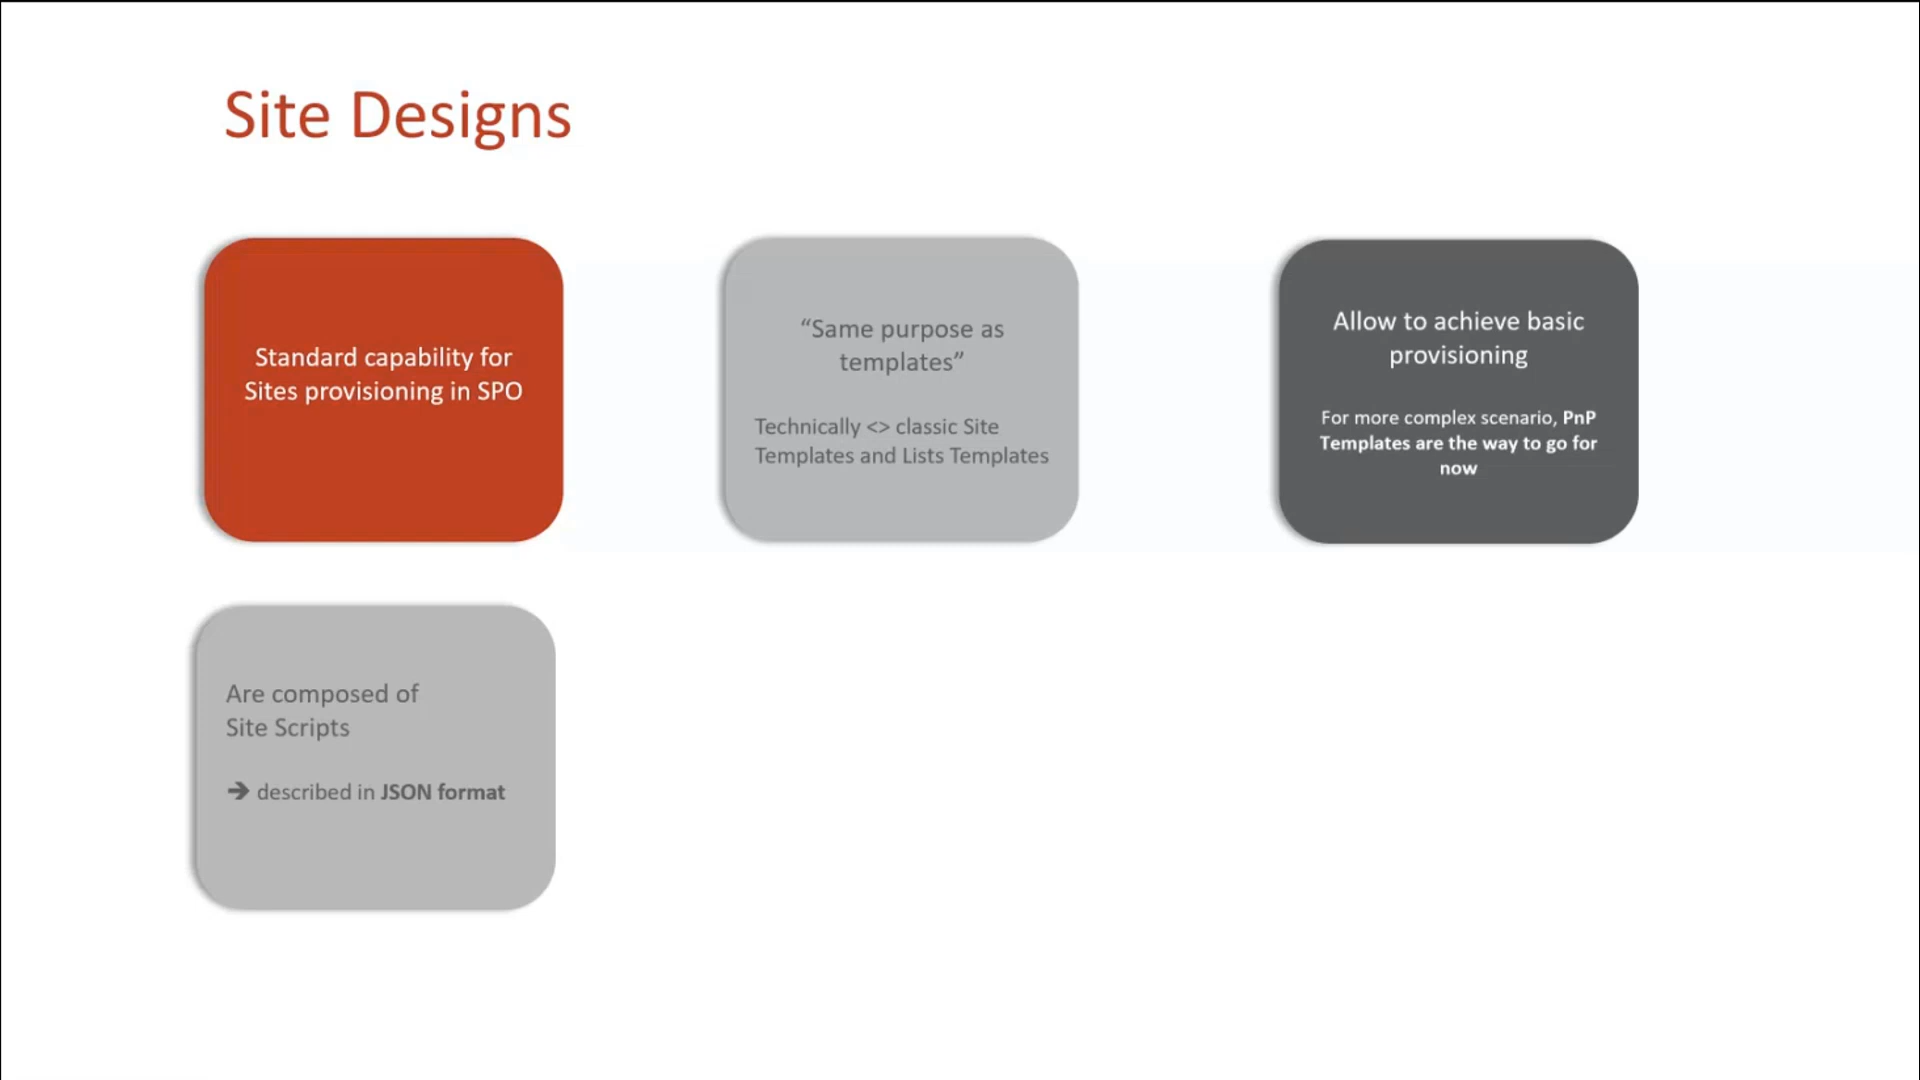 Site Designs
Standard capability for
Sites provisioning in SPO
“Same purpose as
templates”
Technically <> classic Site
Templates and Lists Templates
Allow to achieve basic
provisioning
For more complex scenario, PnP
Templates are the way to go for
now
Are composed of
Site Scripts
➔ described in JSON format